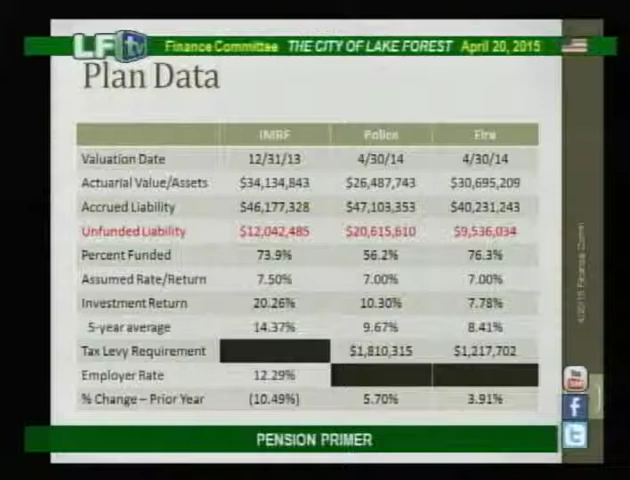 LF tv
Finance Committee THE CITY OF LAKE FOREST April 20, 2015
Plan Data
IMRF Police Fire
Valuation Date 12/31/13 4/30/14 4/30/14
Actuarial Value/Assets $34,134,843 $26,487,743 $30,695,209
Accrued Liability $46,177,328 $47,103,353 $40,231,243
Unfunded Liability $12,042,485 $20,615,610 $9,536,034
Percent Funded 73.9% 56.2% 76.3%
Assumed Rate/Return 7.50% 7.00% 7.00%
Investment Return 20.26% 10.30% 7.78%
5-year average 14.37% 9.67% 8.41%
Tax Levy Requirement $1,810,315 $1,217,702
Employer Rate 12.29%
% Change – Prior Year (10.49%) 5.70% 3.91%
PENSION PRIMER
You